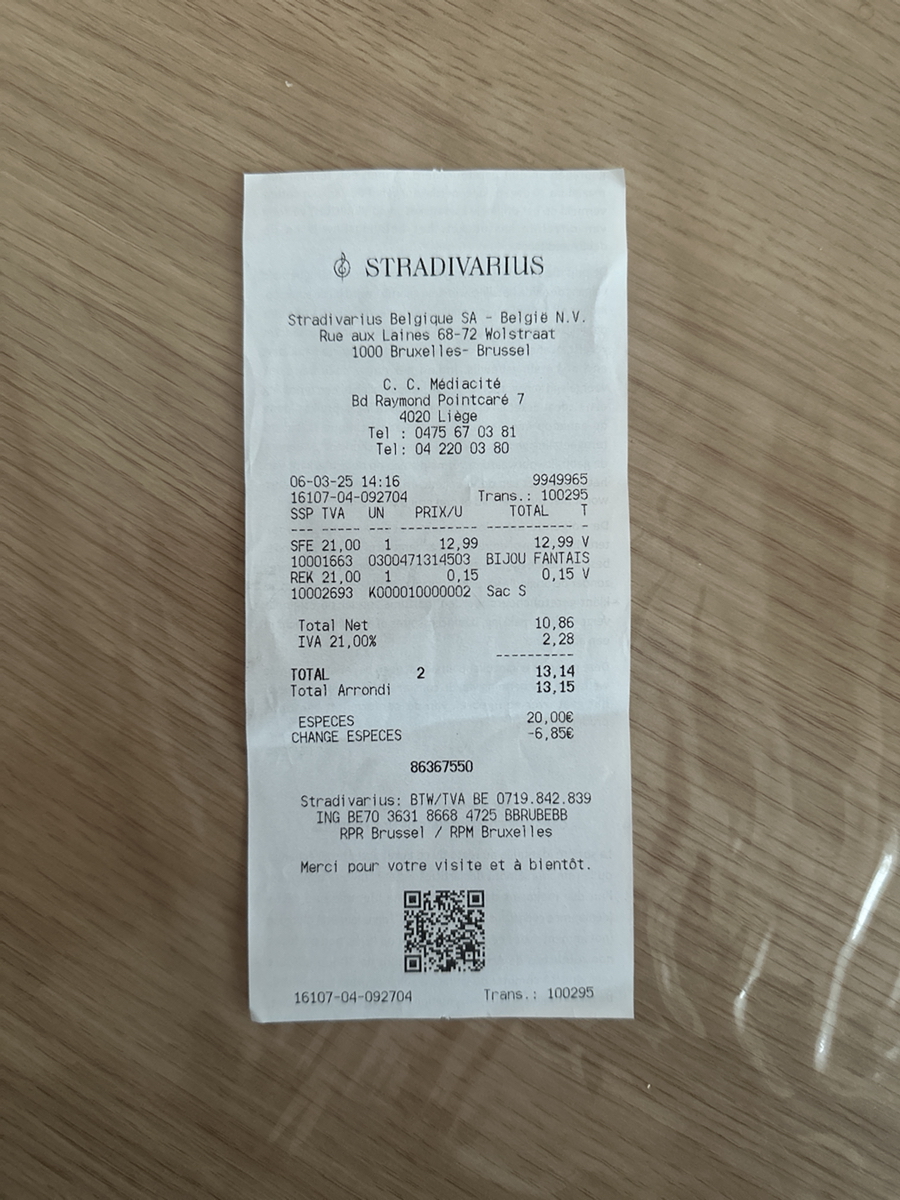 STRADIVARIUS
Stradivarius Belgique SA - België N.V.
Rue aux Laines 68-72 Wolstraat
1000 Bruxelles- Brussel
C. C. Médiacité
Bd Raymond Pointcaré 7
4020 Liège
Tel : 0475 67 03 81
Tel: 04 220 03 80
06-03-25 14:16 9949965
16107-04-092704 Trans.: 100295
SSP TVA UN PRIX/U TOTAL T
--- ----- --- ------ ----------- -
SFE 21,00 1 12,99 12,99 V
10001663 0300471314503 BIJOU FANTAIS
REK 21,00 1 0,15 0,15 V
10002693 K000010000002 Sac S
Total Net 10,86
IVA 21,00% 2,28
----------
TOTAL 2 13,14
Total Arrondi 13,15
ESPECES 20,00€
CHANGE ESPECES -6,85€
86367550
Stradivarius: BTW/TVA BE 0719.842.839
ING BE70 3631 8668 4725 BBRUBEBB
RPR Brussel / RPM Bruxelles
Merci pour votre visite et à bientôt.
16107-04-092704 Trans.: 100295